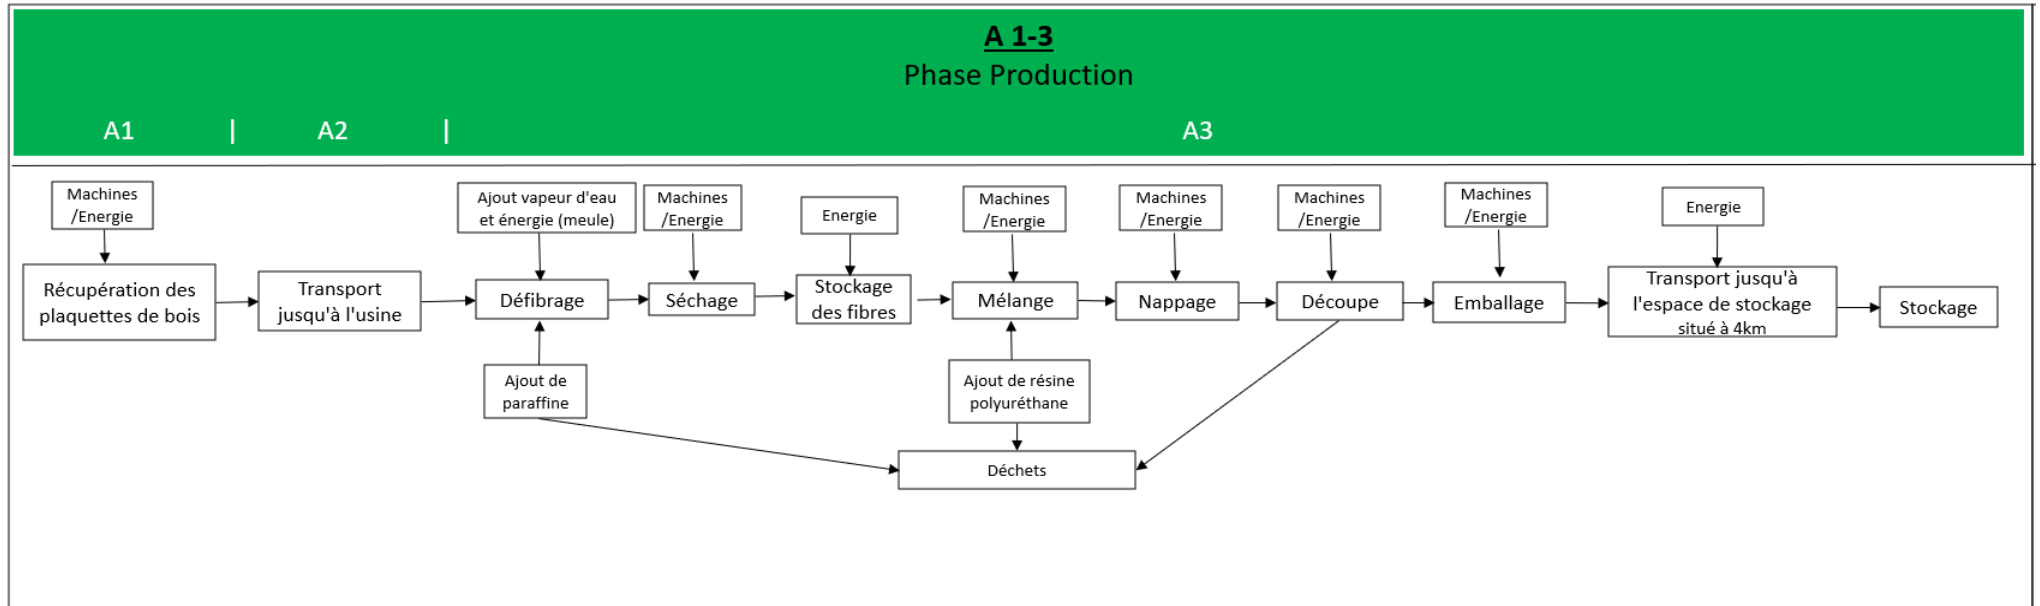 A 1-3
Phase Production
A1 | A2 | A3
Machines
/Energie
Ajout vapeur d'eau
et énergie (meule)
Machines
/Energie
Energie
Machines
/Energie
Machines
/Energie
Machines
/Energie
Machines
/Energie
Energie
Récupération des
plaquettes de bois
Transport
jusqu'à l'usine
Défibrage
Séchage
Stockage
des fibres
Mélange
Nappage
Découpe
Emballage
Transport jusqu'à
l'espace de stockage
situé à 4km
Stockage
Ajout de
paraffine
Ajout de résine
polyuréthane
Déchets